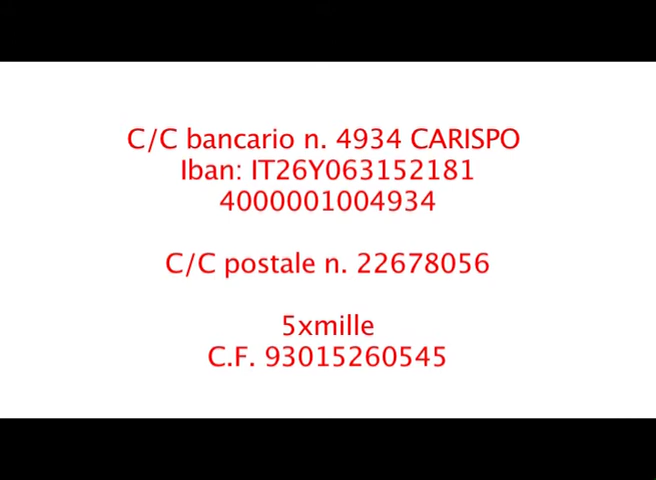 C/C bancario n. 4934 CARISPO
Iban: IT26Y063152181
4000001004934
C/C postale n. 22678056
5xmille
C.F. 93015260545